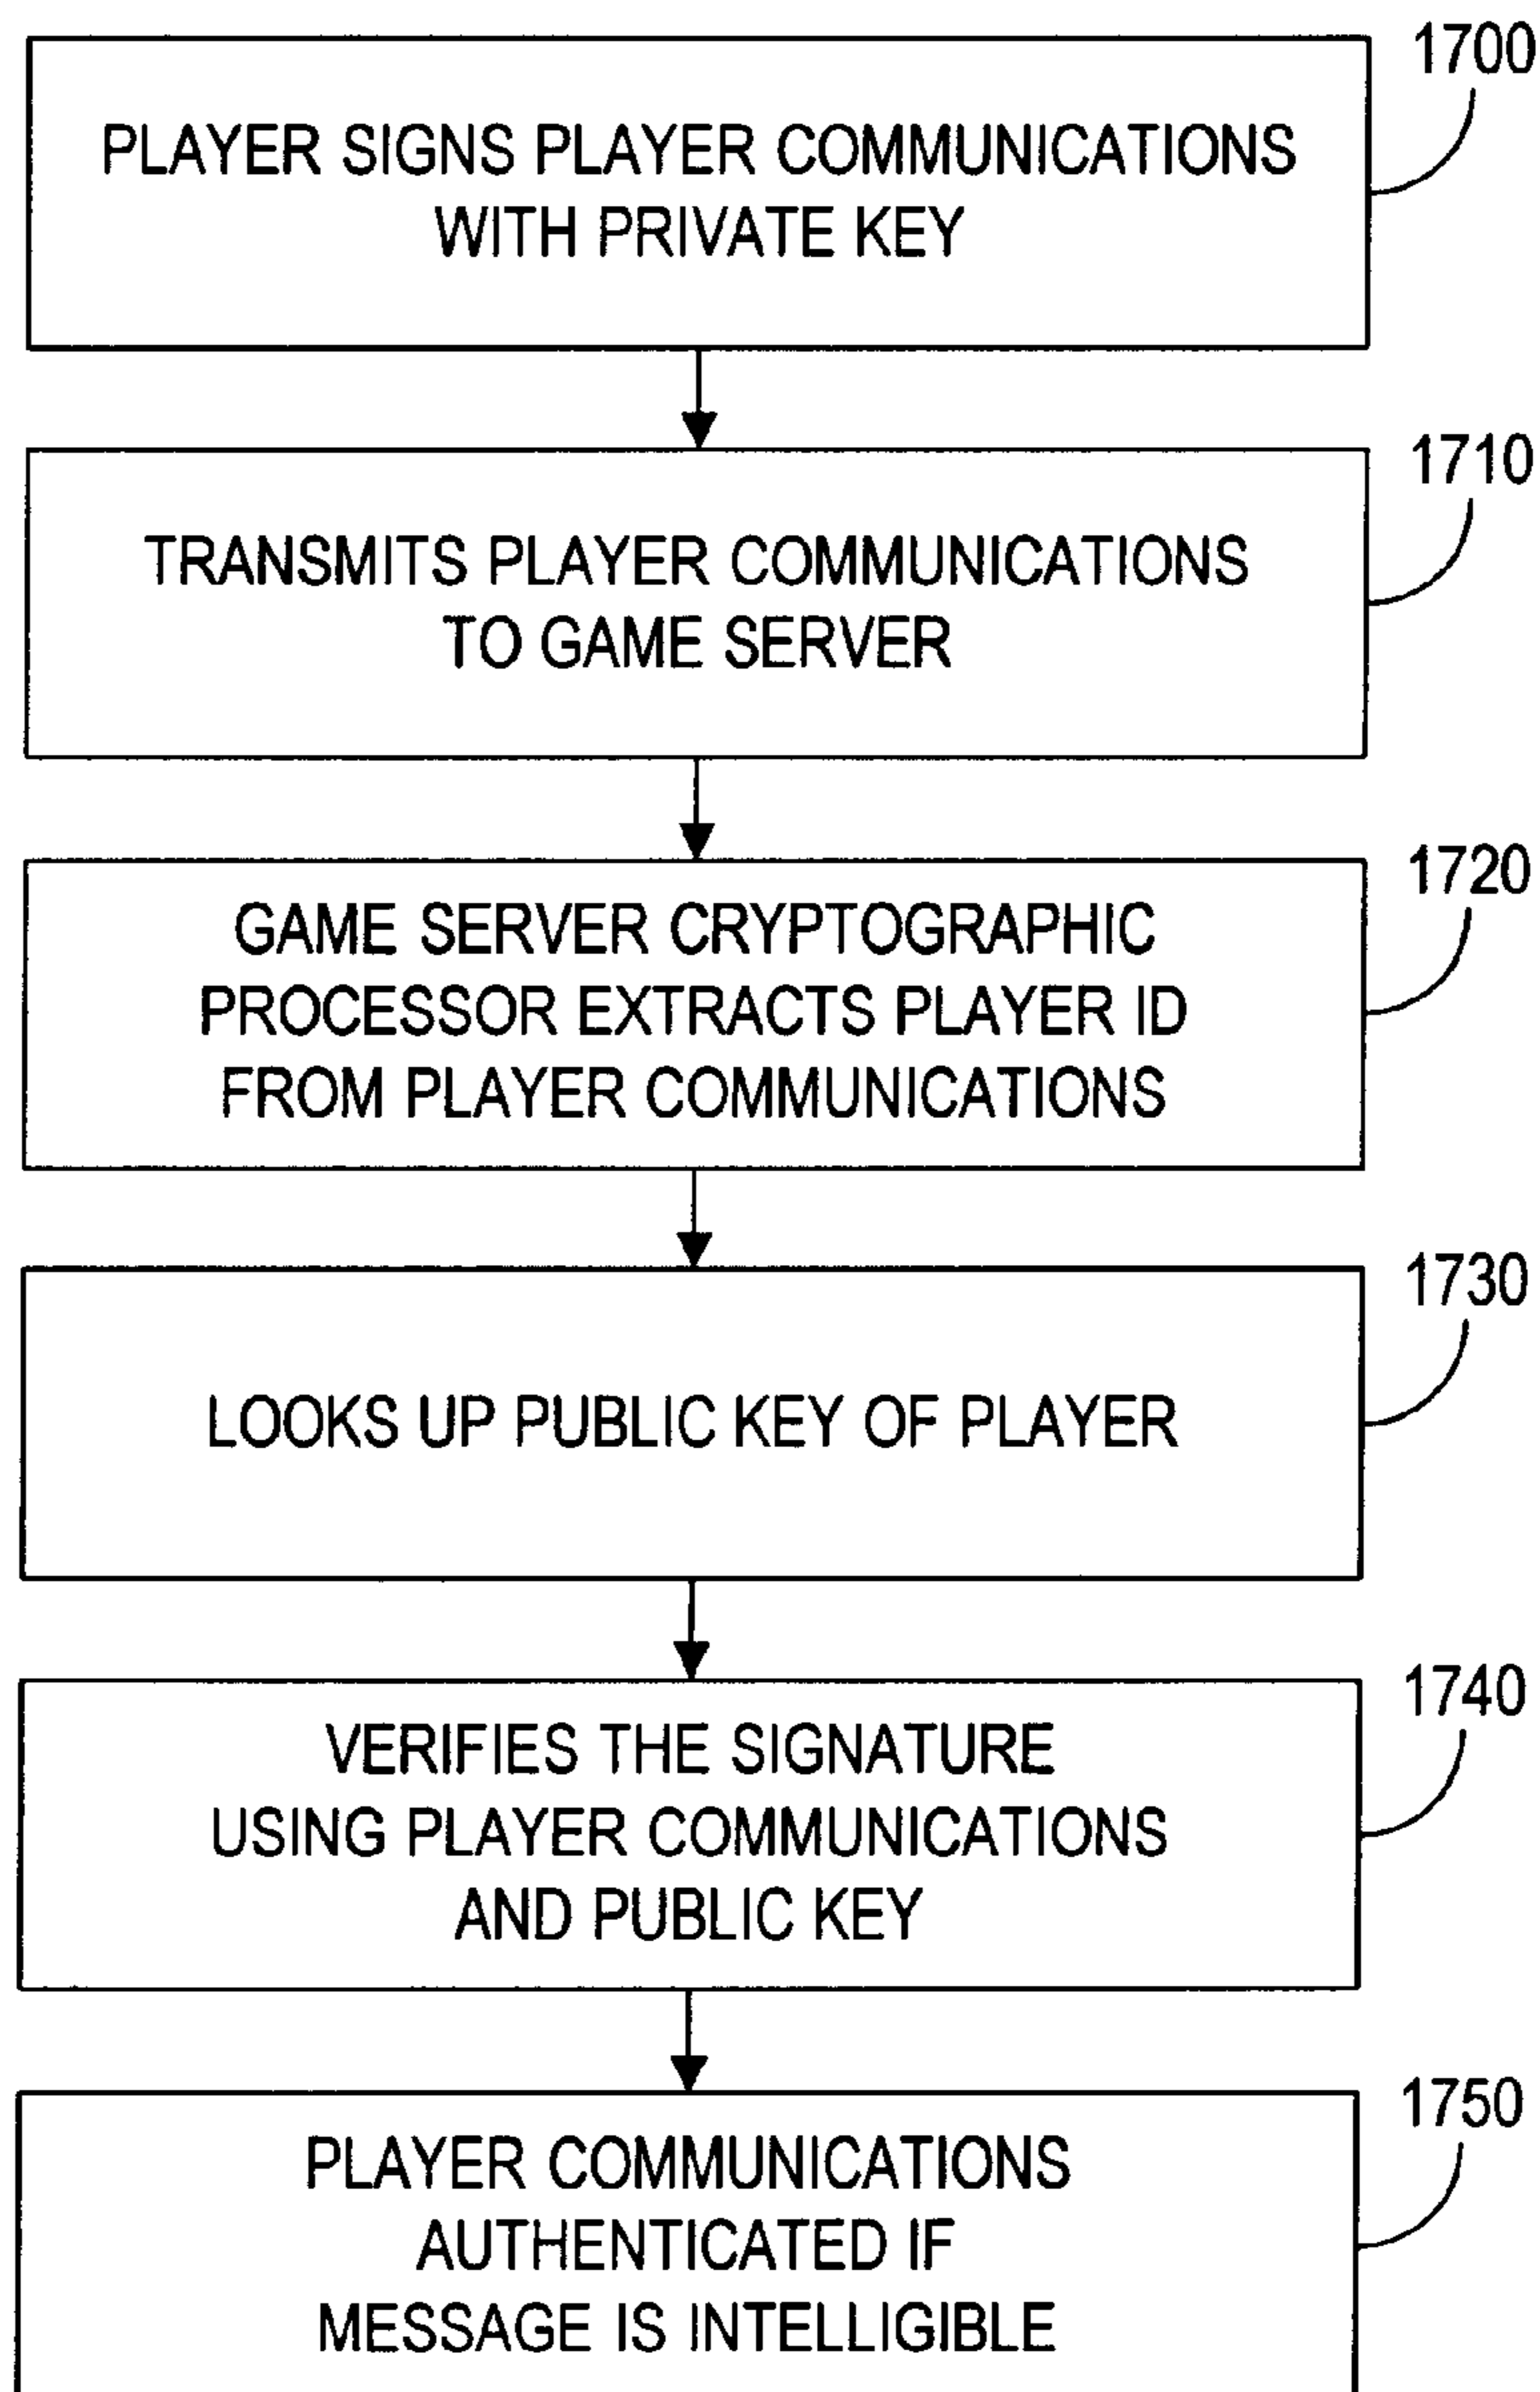 1700
PLAYER SIGNS PLAYER COMMUNICATIONS
WITH PRIVATE KEY
1710
TRANSMITS PLAYER COMMUNICATIONS
TO GAME SERVER
1720
GAME SERVER CRYPTOGRAPHIC
PROCESSOR EXTRACTS PLAYER ID
FROM PLAYER COMMUNICATIONS
1730
LOOKS UP PUBLIC KEY OF PLAYER
1740
VERIFIES THE SIGNATURE
USING PLAYER COMMUNICATIONS
AND PUBLIC KEY
1750
PLAYER COMMUNICATIONS
AUTHENTICATED IF
MESSAGE IS INTELLIGIBLE